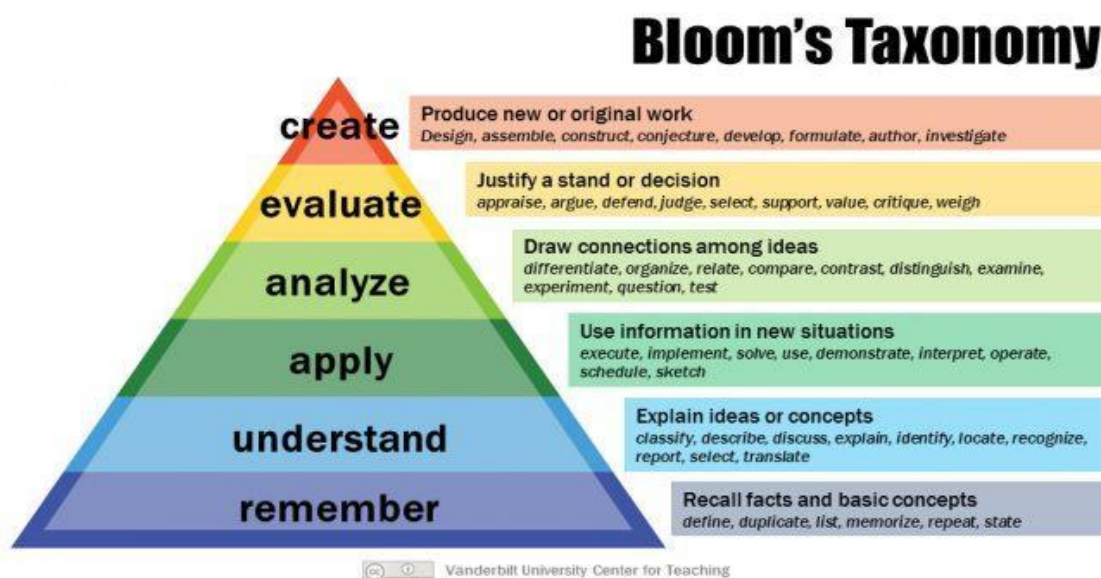 Bloom's Taxonomy
create
Produce new or original work
Design, assemble, construct, conjecture, develop, formulate, author, investigate
evaluate
Justify a stand or decision
appraise, argue, defend, judge, select, support, value, critique, weigh
analyze
Draw connections among ideas
differentiate, organize, relate, compare, contrast, distinguish, examine,
experiment, question, test
apply
Use information in new situations
execute, implement, solve, use, demonstrate, interpret, operate,
schedule, sketch
understand
Explain ideas or concepts
classify, describe, discuss, explain, identify, locate, recognize,
report, select, translate
remember
Recall facts and basic concepts
define, duplicate, list, memorize, repeat, state
cc
Vanderbilt University Center for Teaching